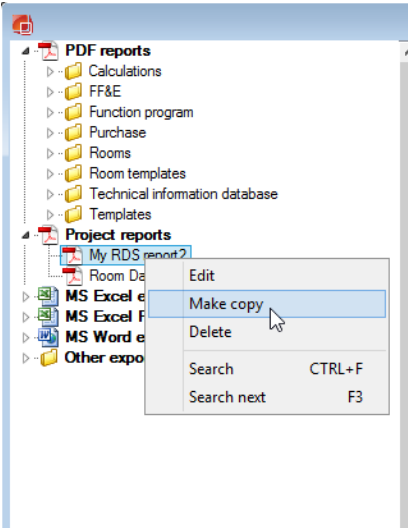 PDF reports
Calculations
FF&E
Function program
Purchase
Rooms
Room templates
Technical information database
Templates
Project reports
My RDS report2
Room Da
Edit
MS Excel e
Make copy
MS Excel
MS Word e
Delete
Other expo
Search CTRL+F
Search next F3